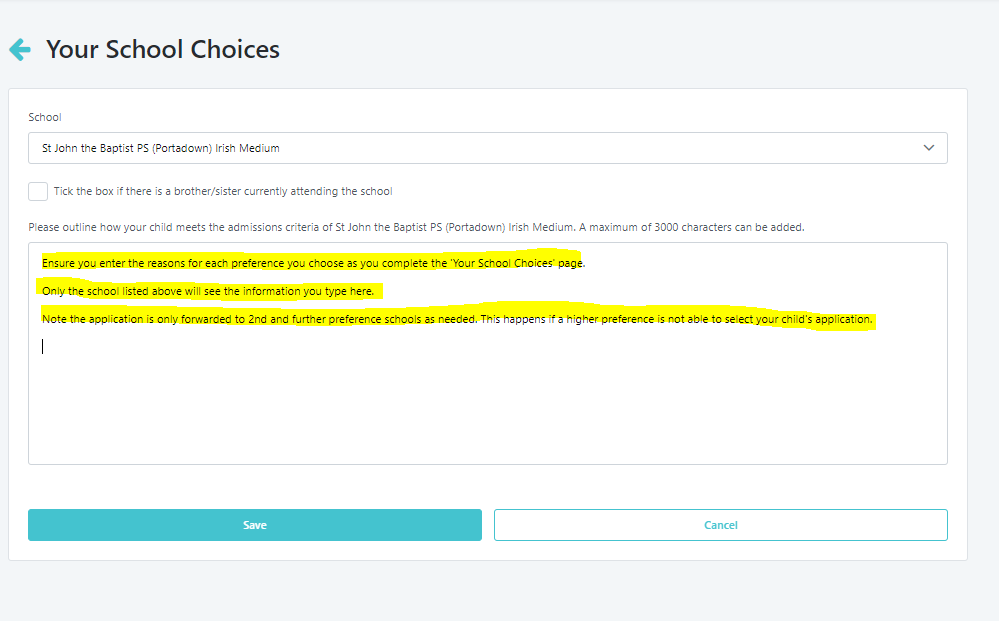 Your School Choices
School
St John the Baptist PS (Portadown) Irish Medium
Tick the box if there is a brother/sister currently attending the school
Please outline how your child meets the admissions criteria of St John the Baptist PS (Portadown) Irish Medium. A maximum of 3000 characters can be added.
Ensure you enter the reasons for each preference you choose as you complete the 'Your School Choices' page.
Only the school listed above will see the information you type here.
Note the application is only forwarded to 2nd and further preference schools as needed. This happens if a higher preference is not able to select your child's application.
Save
Cancel